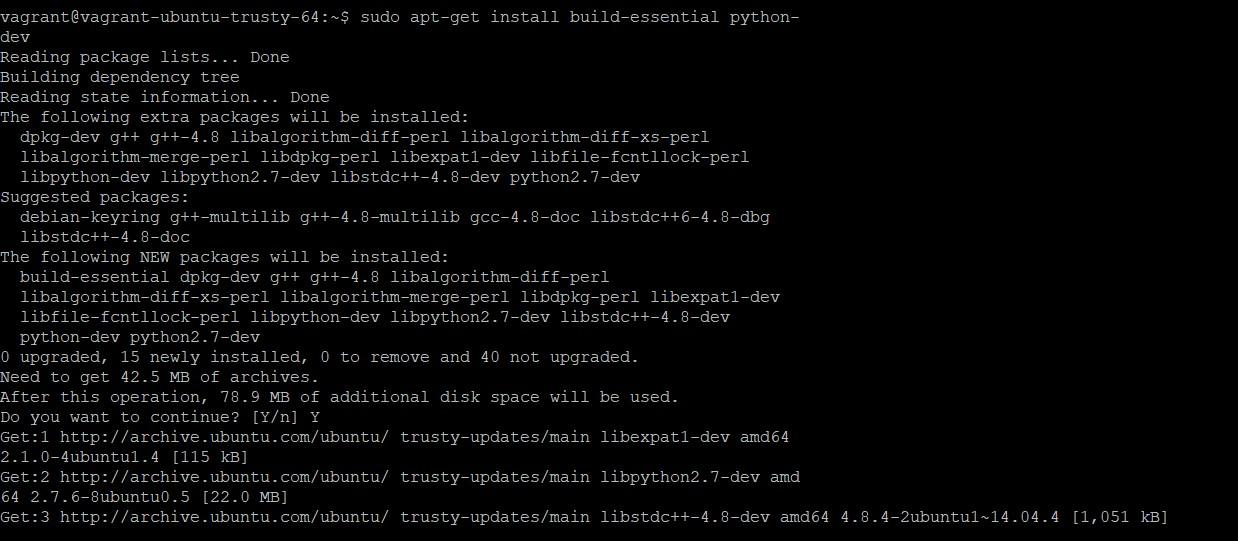 vagrant@vagrant-ubuntu-trusty-64:~$ sudo apt-get install build-essential python-
dev
Reading package lists... Done
Building dependency tree
Reading state information... Done
The following extra packages will be installed:
  dpkg-dev g++ g++-4.8 libalgorithm-diff-perl libalgorithm-diff-xs-perl
  libalgorithm-merge-perl libdpkg-perl libexpat1-dev libfile-fcntllock-perl
  libpython-dev libpython2.7-dev libstdc++-4.8-dev python2.7-dev
Suggested packages:
  debian-keyring g++-multilib g++-4.8-multilib gcc-4.8-doc libstdc++6-4.8-dbg
  libstdc++-4.8-doc
The following NEW packages will be installed:
  build-essential dpkg-dev g++ g++-4.8 libalgorithm-diff-perl
  libalgorithm-diff-xs-perl libalgorithm-merge-perl libdpkg-perl libexpat1-dev
  libfile-fcntllock-perl libpython-dev libpython2.7-dev libstdc++-4.8-dev
  python-dev python2.7-dev
0 upgraded, 15 newly installed, 0 to remove and 40 not upgraded.
Need to get 42.5 MB of archives.
After this operation, 78.9 MB of additional disk space will be used.
Do you want to continue? [Y/n] Y
Get:1 http://archive.ubuntu.com/ubuntu/ trusty-updates/main libexpat1-dev amd64
2.1.0-4ubuntu1.4 [115 kB]
Get:2 http://archive.ubuntu.com/ubuntu/ trusty-updates/main libpython2.7-dev amd
64 2.7.6-8ubuntu0.5 [22.0 MB]
Get:3 http://archive.ubuntu.com/ubuntu/ trusty-updates/main libstdc++-4.8-dev amd64 4.8.4-2ubuntu1~14.04.4 [1,051 kB]